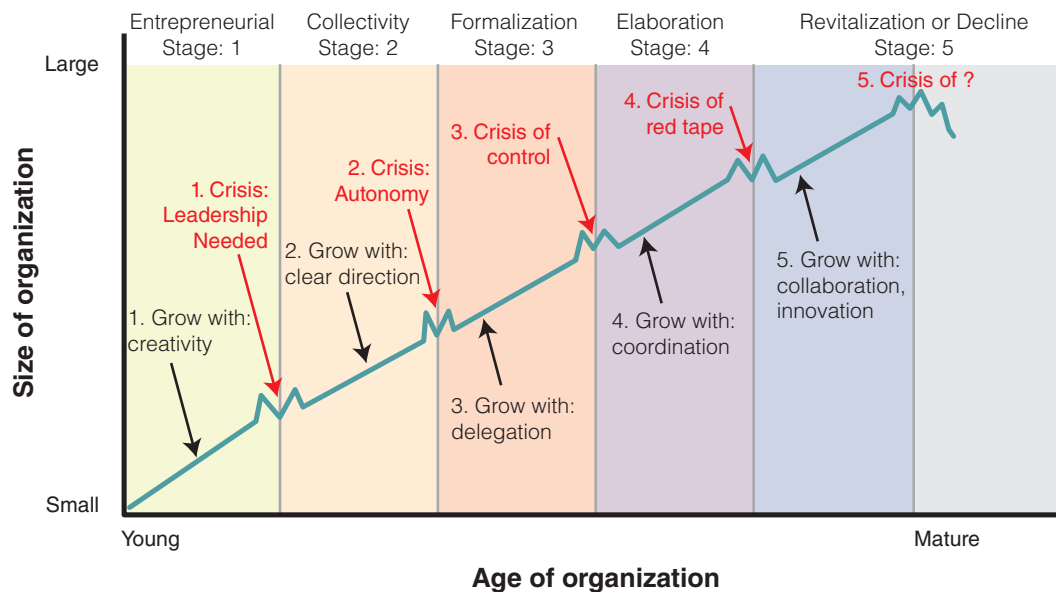 Entrepreneurial
Stage: 1
Collectivity
Stage: 2
Formalization
Stage: 3
Elaboration
Stage: 4
Revitalization or Decline
Stage: 5
Large
Size of organization
Small
1. Crisis:
Leadership
Needed
2. Crisis:
Autonomy
3. Crisis of
control
4. Crisis of
red tape
5. Crisis of ?
1. Grow with:
creativity
2. Grow with:
clear direction
3. Grow with:
delegation
4. Grow with:
coordination
5. Grow with:
collaboration,
innovation
Young
Mature
Age of organization